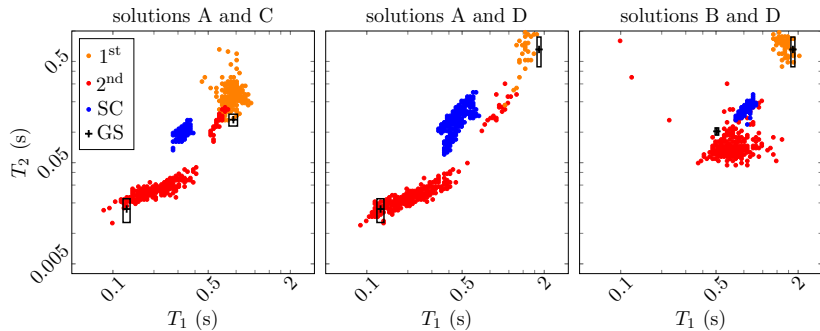 solutions A and C
solutions A and D
solutions B and D
1st
2nd
SC
GS
T2 (s)
0.5
0.05
0.005
0.1 0.5 2
0.1 0.5 2
0.1 0.5 2
T1 (s)
T1 (s)
T1 (s)